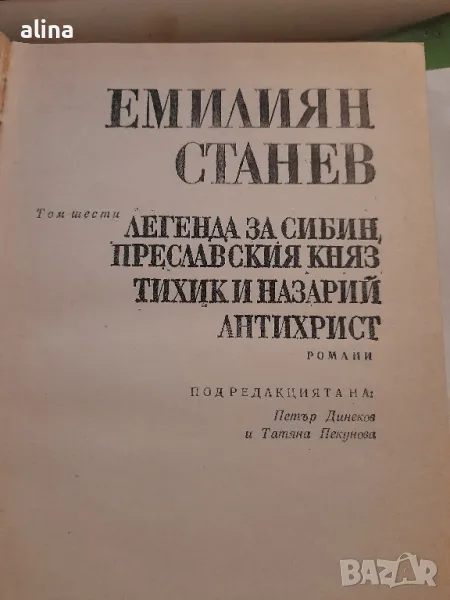 alina
ЕМИЛИЯН
СТАНЕВ
Том шести
ЛЕГЕНДА ЗА СИБИН,
ПРЕСЛАВСКИЯ КНЯЗ
ТИХИК И НАЗАРИЙ
АНТИХРИСТ
РОМАНИ
ПОД РЕДАКЦИЯТА НА:
Петър Динеков
и Татяна Пекунова
BAZAR